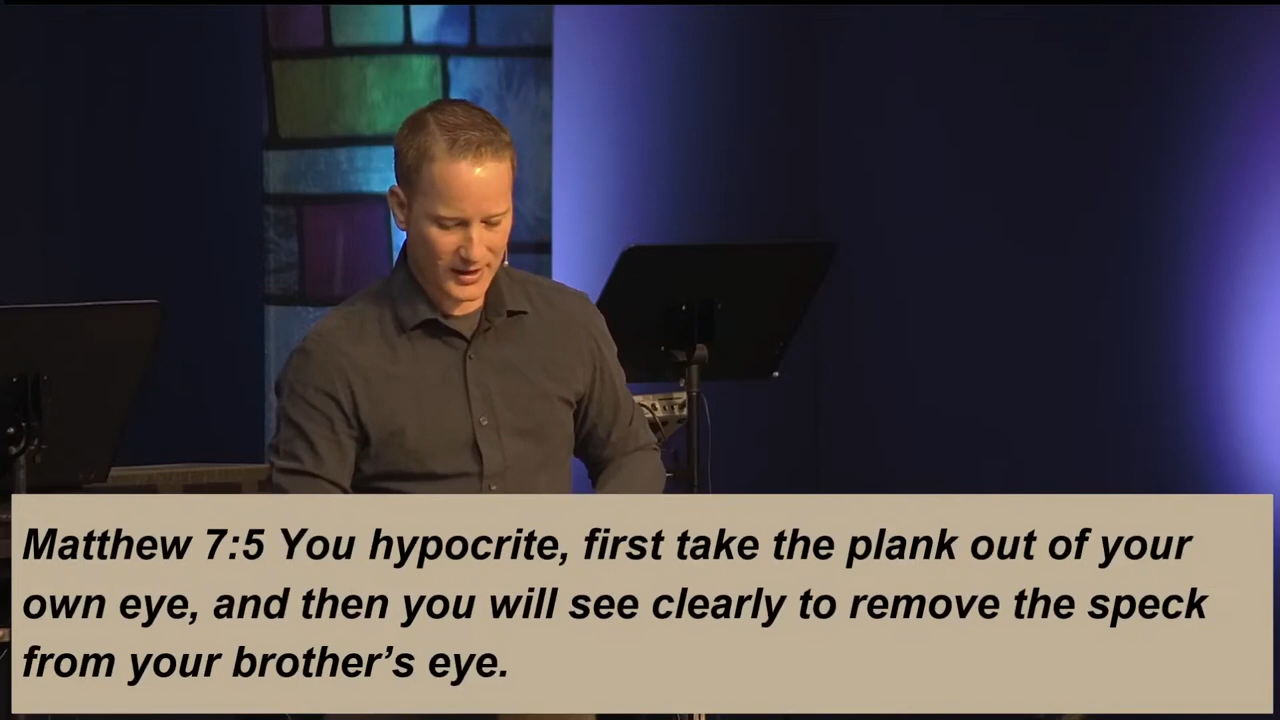 Matthew 7:5 You hypocrite, first take the plank out of your
own eye, and then you will see clearly to remove the speck
from your brother’s eye.